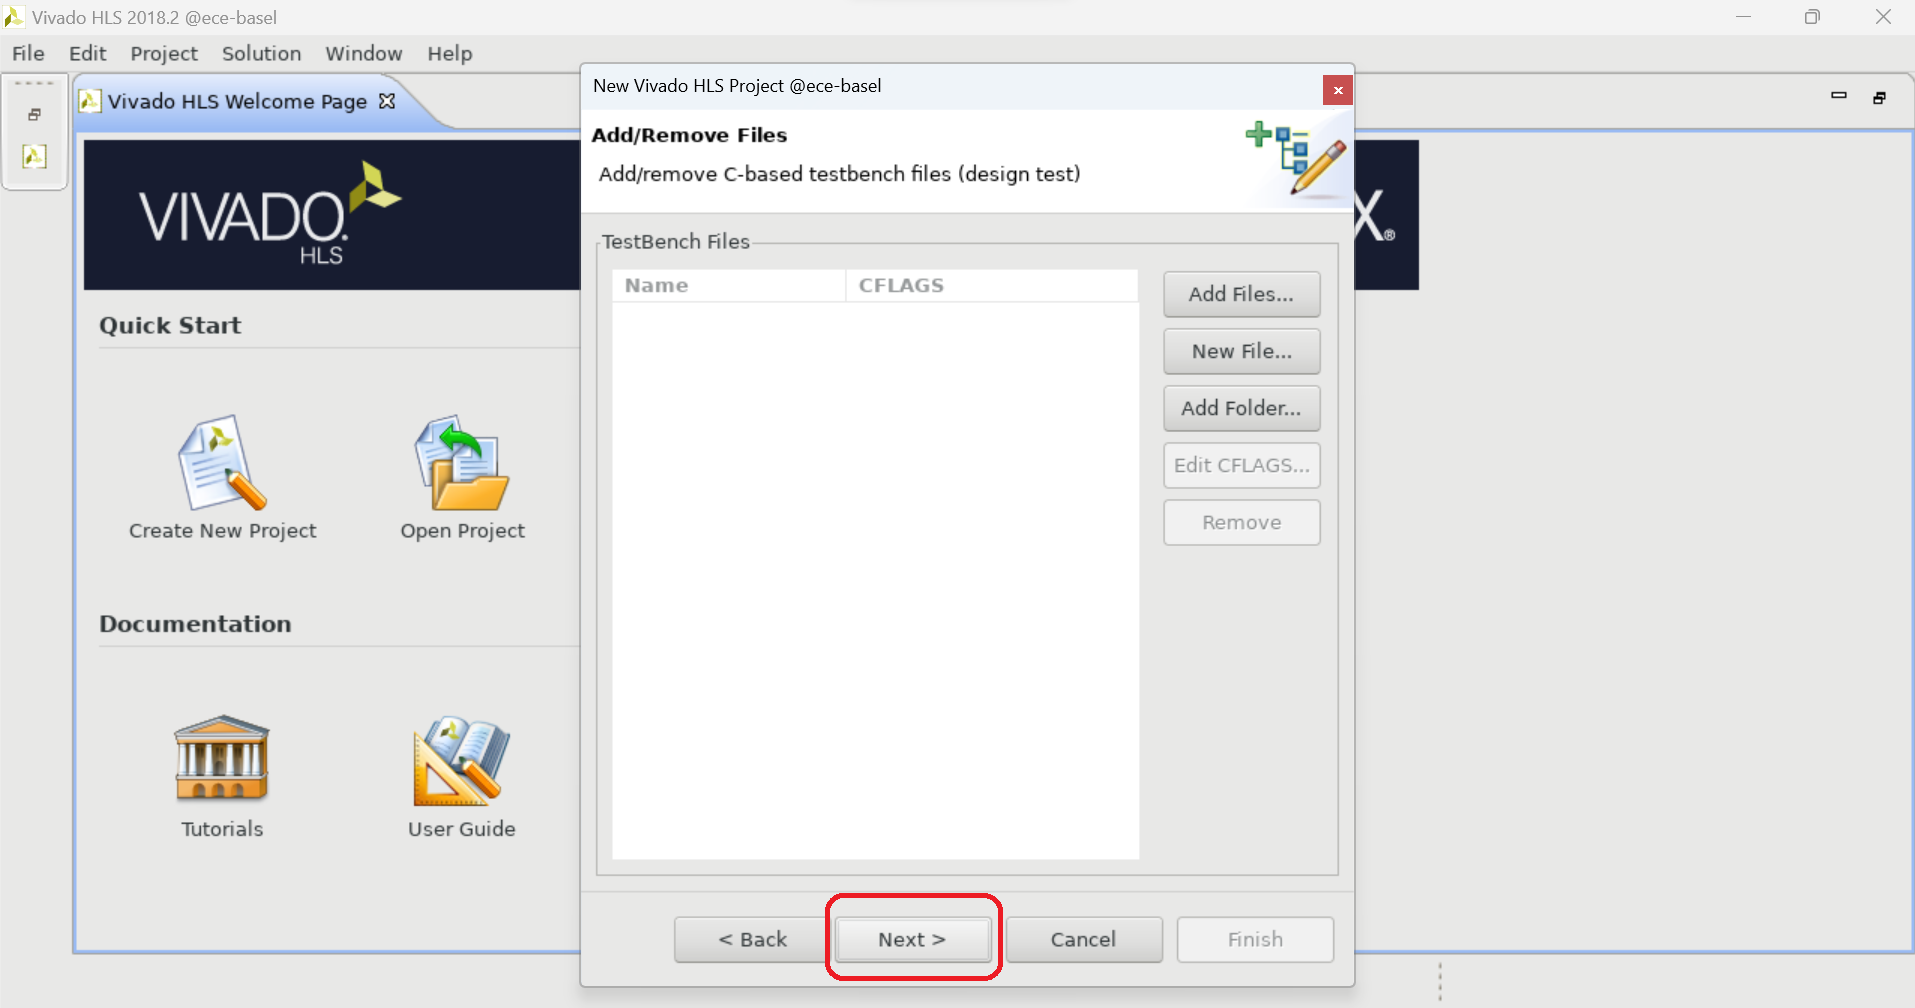 Vivado HLS 2018.2 @ece-basel
File Edit Project Solution Window Help
Vivado HLS Welcome Page
New Vivado HLS Project @ece-basel
Add/Remove Files
Add/remove C-based testbench files (design test)
VIVADO.
HLS
X®
TestBench Files
Name CFLAGS
Add Files...
New File...
Add Folder...
Edit CFLAGS...
Remove
Quick Start
Create New Project
Open Project
Documentation
Tutorials
User Guide
< Back
Next >
Cancel
Finish